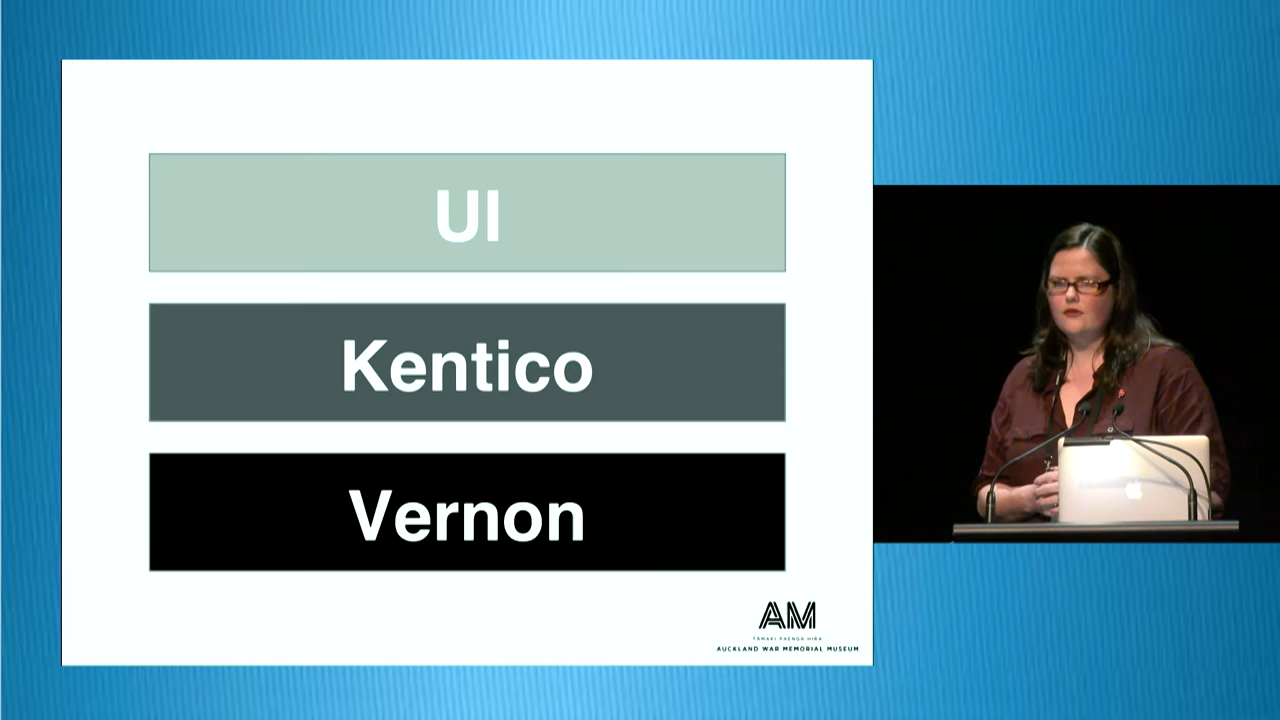 UI
Kentico
Vernon
AM
TĀMAKI PAENGA HIRA
AUCKLAND WAR MEMORIAL MUSEUM